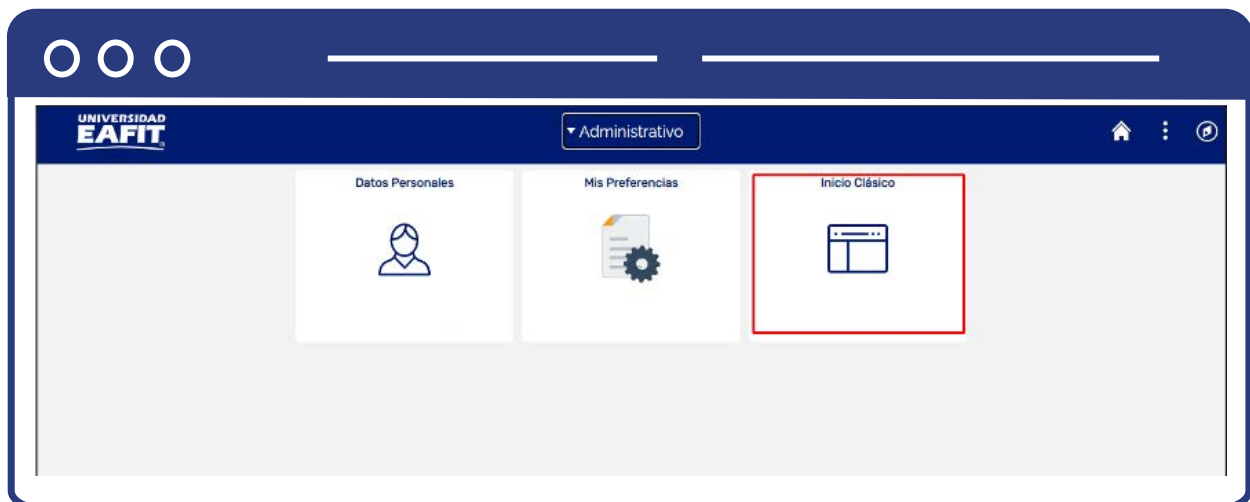 UNIVERSIDAD
EAFIT
Administrativo
Datos Personales
Mis Preferencias
Inicio Clásico